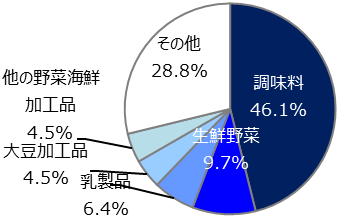 その他
28.8%
調味料
46.1%
他の野菜海鮮
加工品
4.5%
生鮮野菜
9.7%
大豆加工品
4.5%
乳製品
6.4%